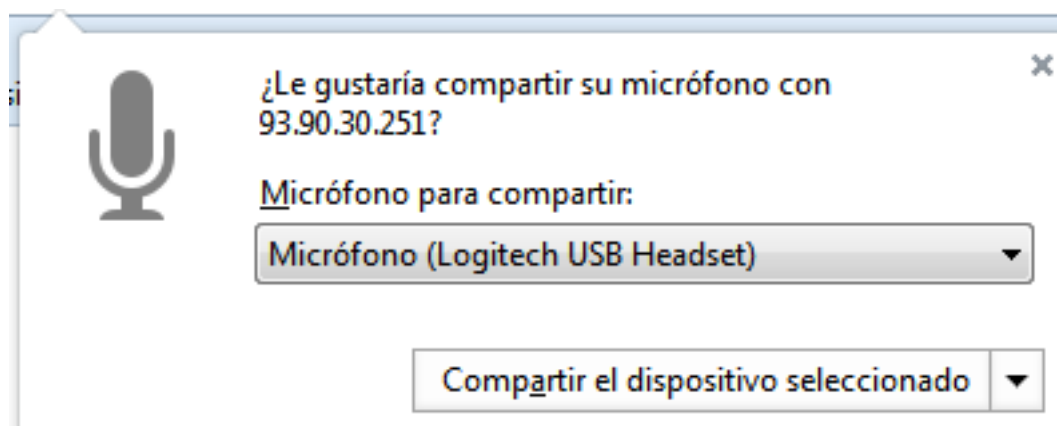 ¿Le gustaría compartir su micrófono con
93.90.30.251?
Micrófono para compartir:
Micrófono (Logitech USB Headset)
Compartir el dispositivo seleccionado